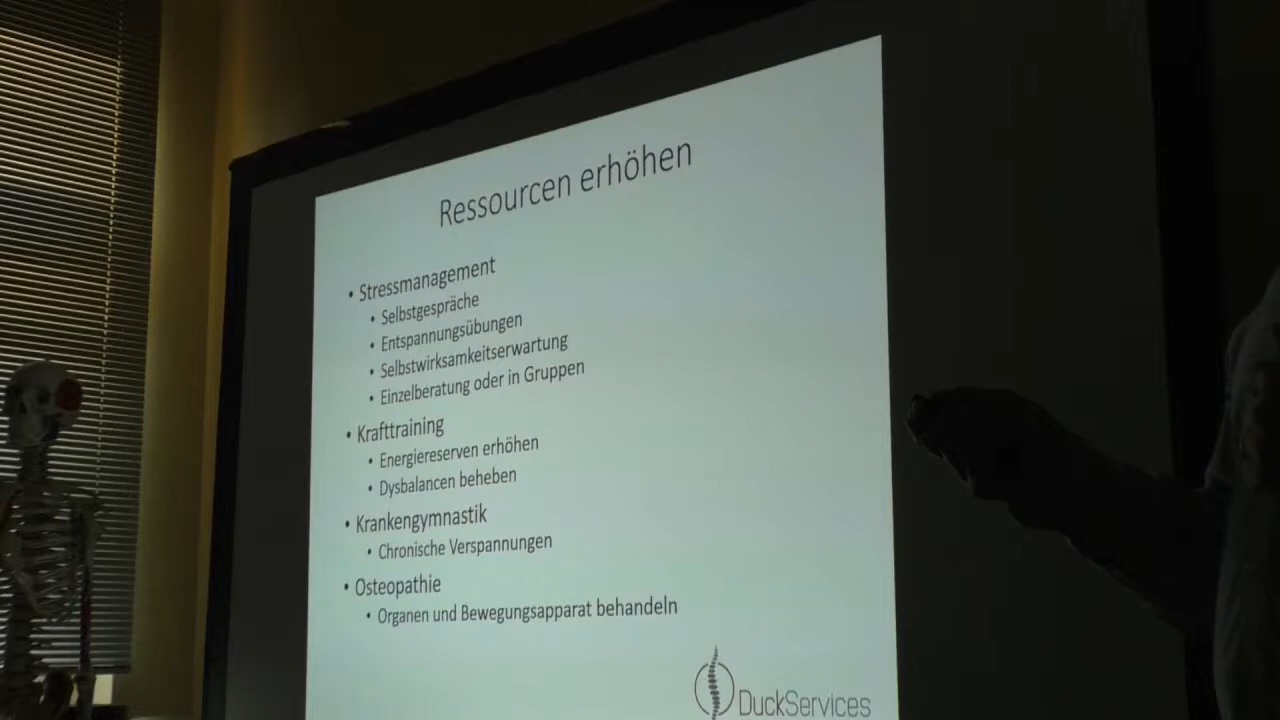 Ressourcen erhöhen
• Stressmanagement
• Selbstgespräche
• Entspannungsübungen
• Selbstwirksamkeitserwartung
• Einzelberatung oder in Gruppen
• Krafttraining
• Energiereserven erhöhen
• Dysbalancen beheben
• Krankengymnastik
• Chronische Verspannungen
• Osteopathie
• Organen und Bewegungsapparat behandeln
DuckServices